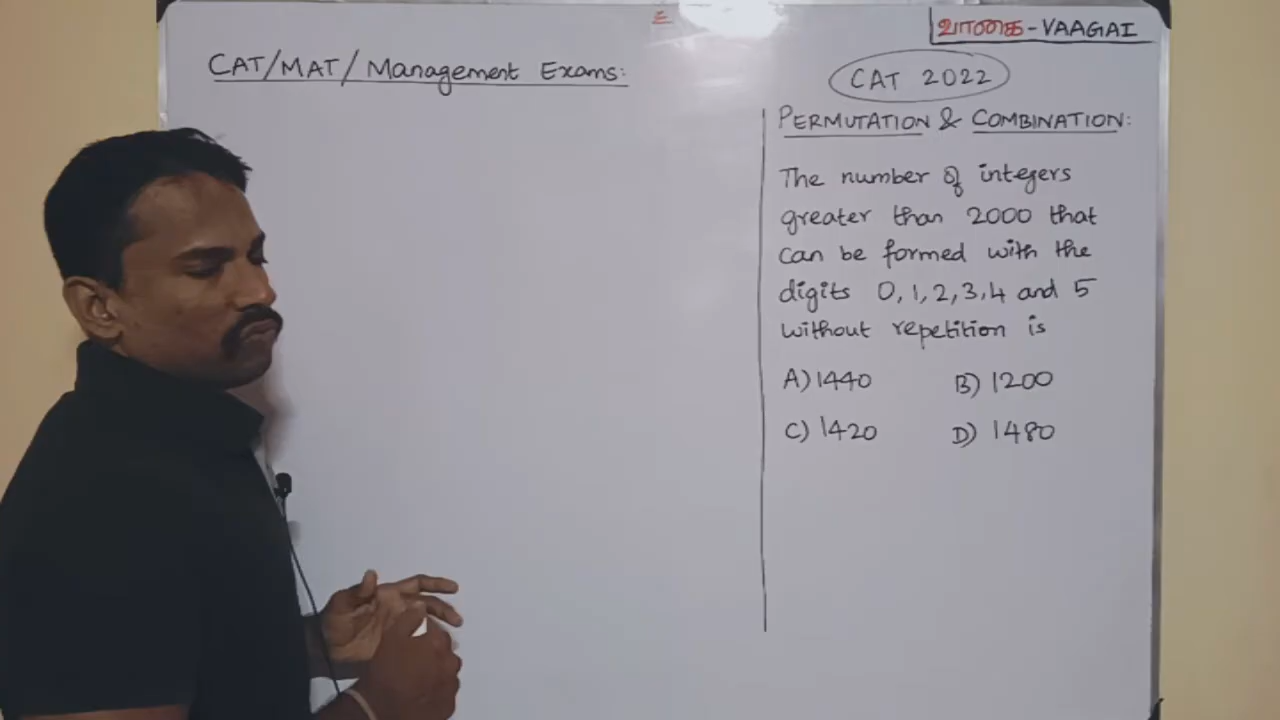 வாகை - VAAGAI
CAT/MAT/ Management Exams:
CAT 2022
PERMUTATION & COMBINATION:
The number of integers
greater than 2000 that
can be formed with the
digits 0, 1, 2, 3, 4 and 5
without repetition is
A) 1440 B) 1200
C) 1420 D) 1480